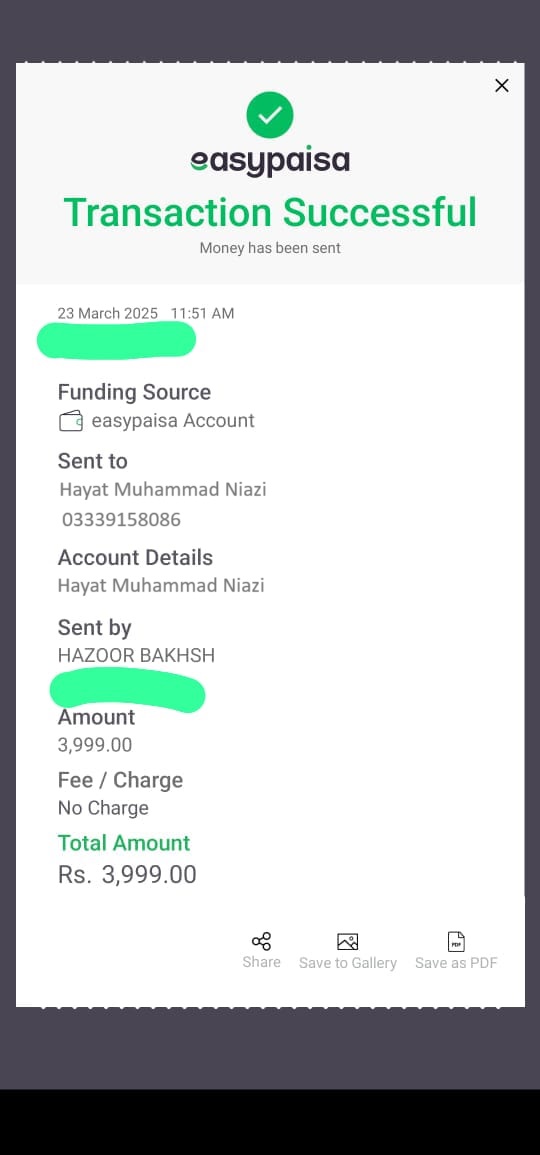 easypaisa
Transaction Successful
Money has been sent
23 March 2025 11:51 AM
Funding Source
easypaisa Account
Sent to
Hayat Muhammad Niazi
03339158086
Account Details
Hayat Muhammad Niazi
Sent by
HAZOOR BAKHSH
Amount
3,999.00
Fee / Charge
No Charge
Total Amount
Rs. 3,999.00
Share Save to Gallery Save as PDF